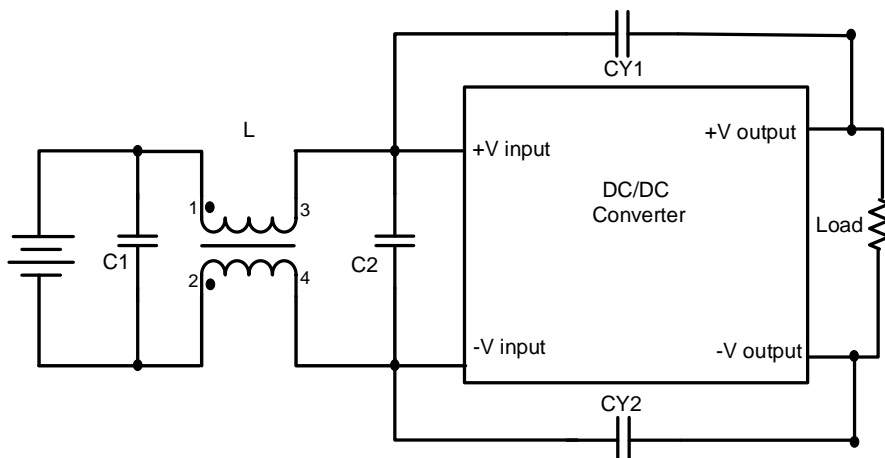 CY1
L
+V input
+V output
1
3
DC/DC
Converter
Load
C1
C2
2
4
-V input
-V output
CY2